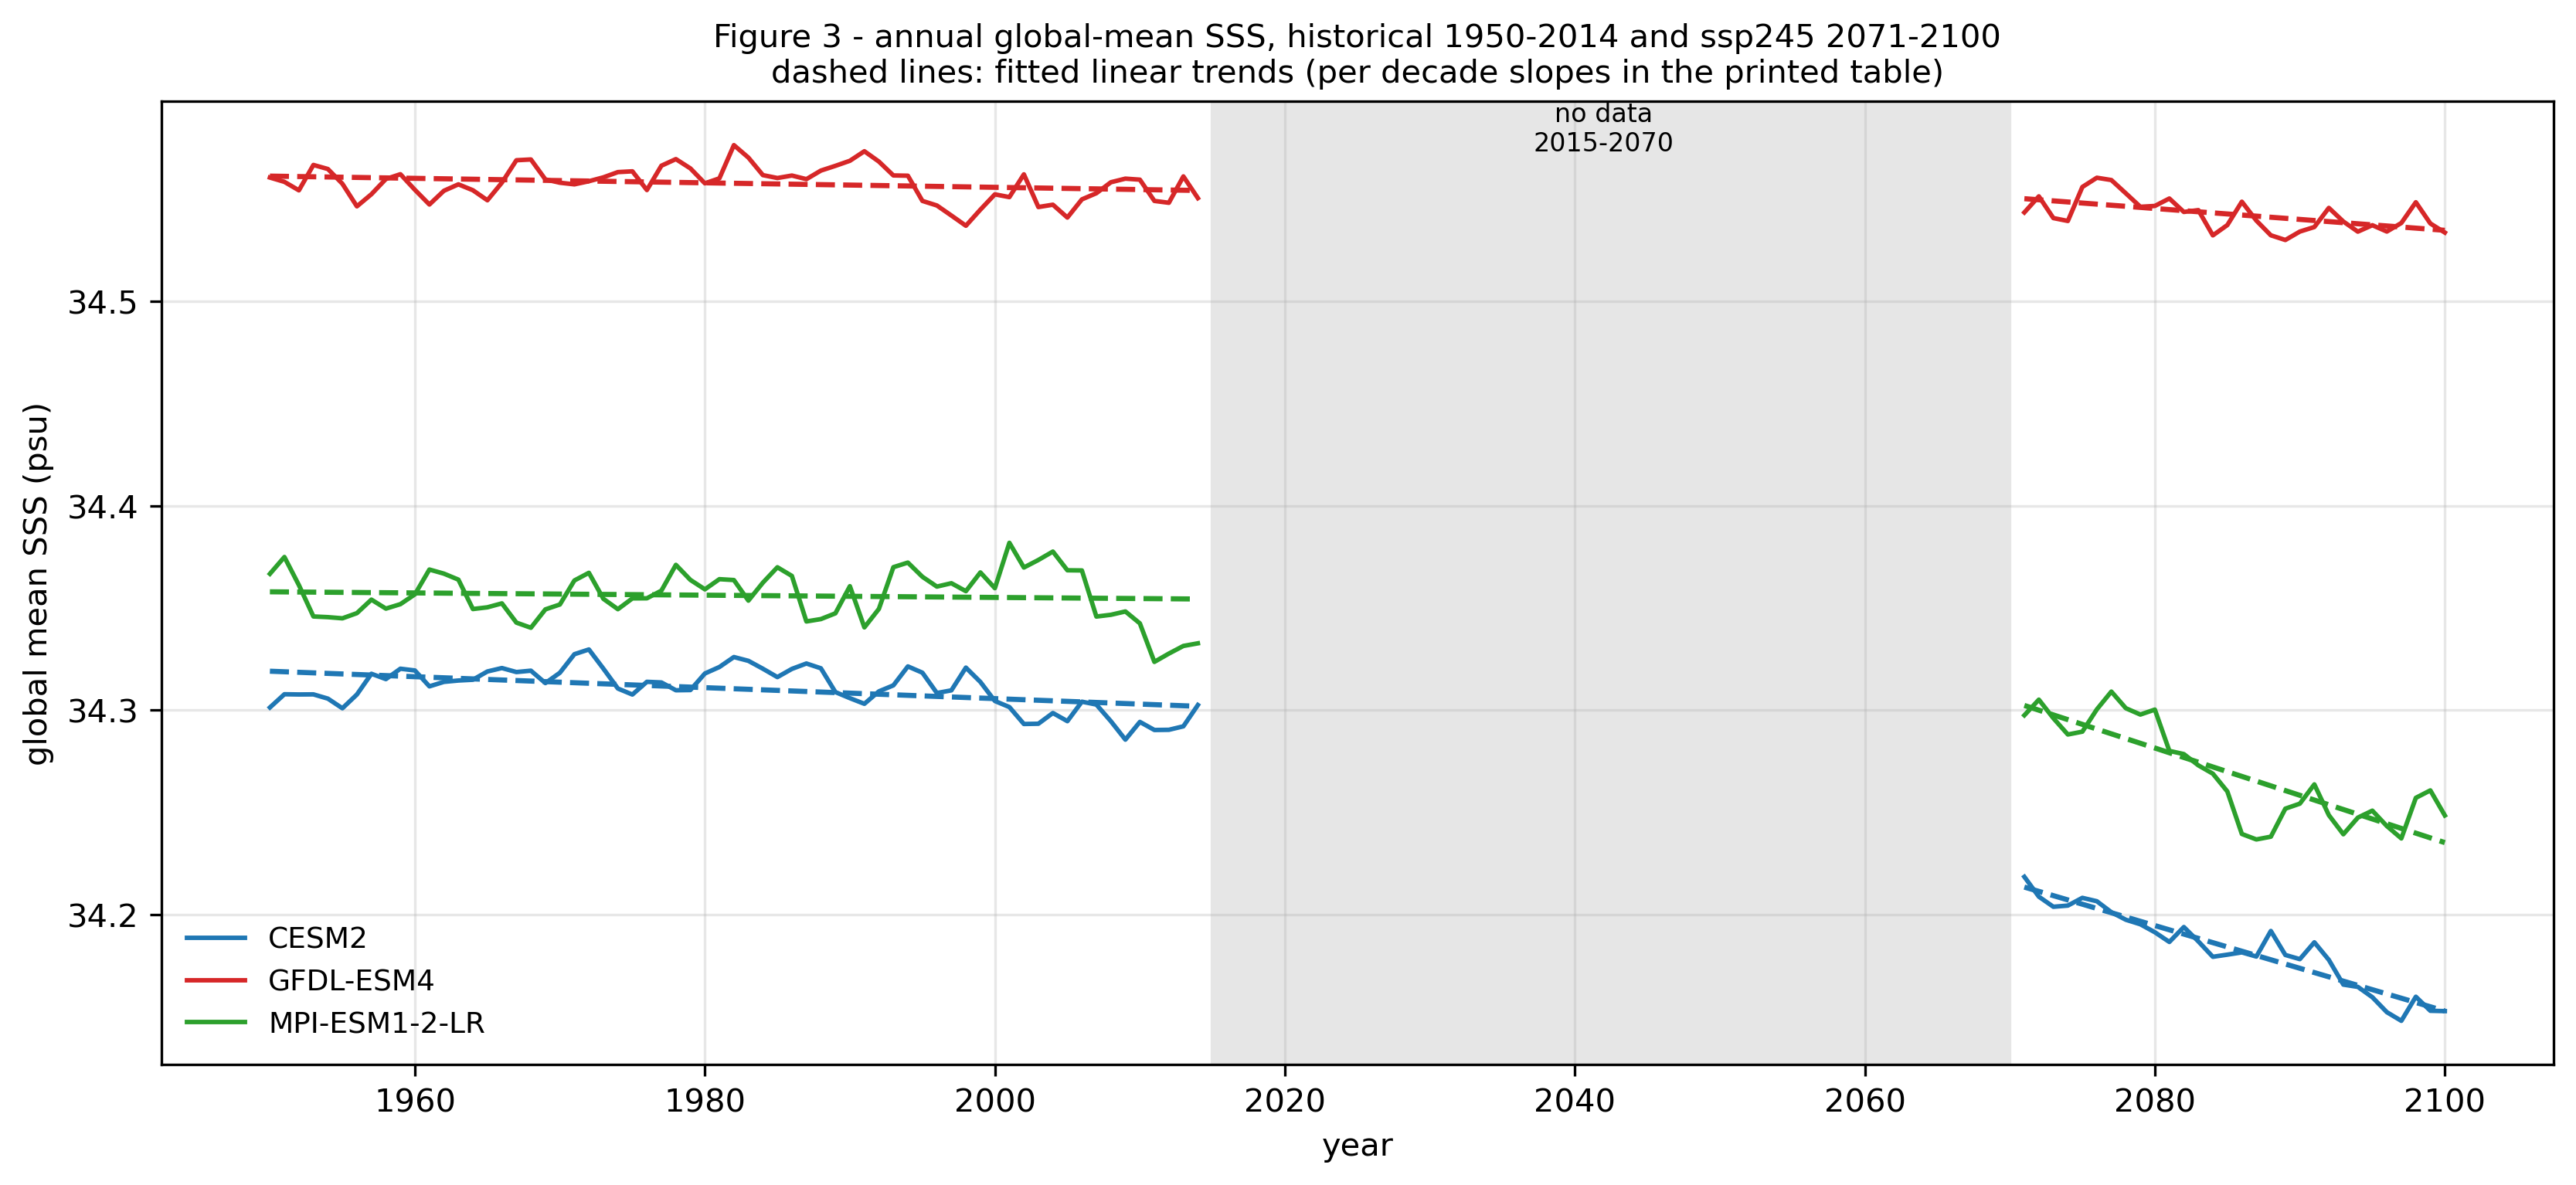 Figure 3 - annual global-mean SSS, historical 1950-2014 and ssp245 2071-2100
dashed lines: fitted linear trends (per decade slopes in the printed table)
no data
2015-2070
global mean SSS (psu)
34.5
34.4
34.3
34.2
CESM2
GFDL-ESM4
MPI-ESM1-2-LR
1960
1980
2000
2020
2040
2060
2080
2100
year